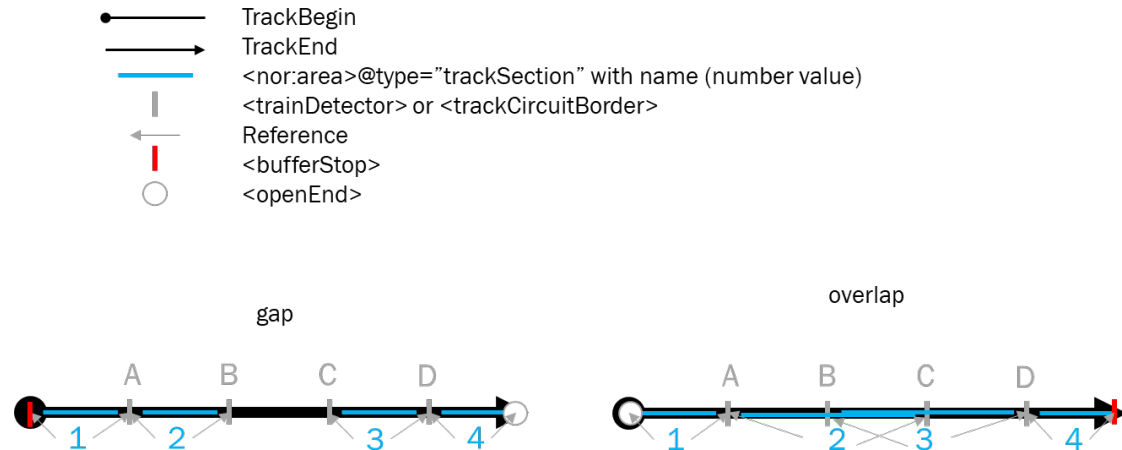 TrackBegin
TrackEnd
<nor:area>@type=”trackSection” with name (number value)
<trainDetector> or <trackCircuitBorder>
Reference
<bufferStop>
<openEnd>
gap
overlap
A B C D
1 2 3 4
A B C D
1 2 3 4